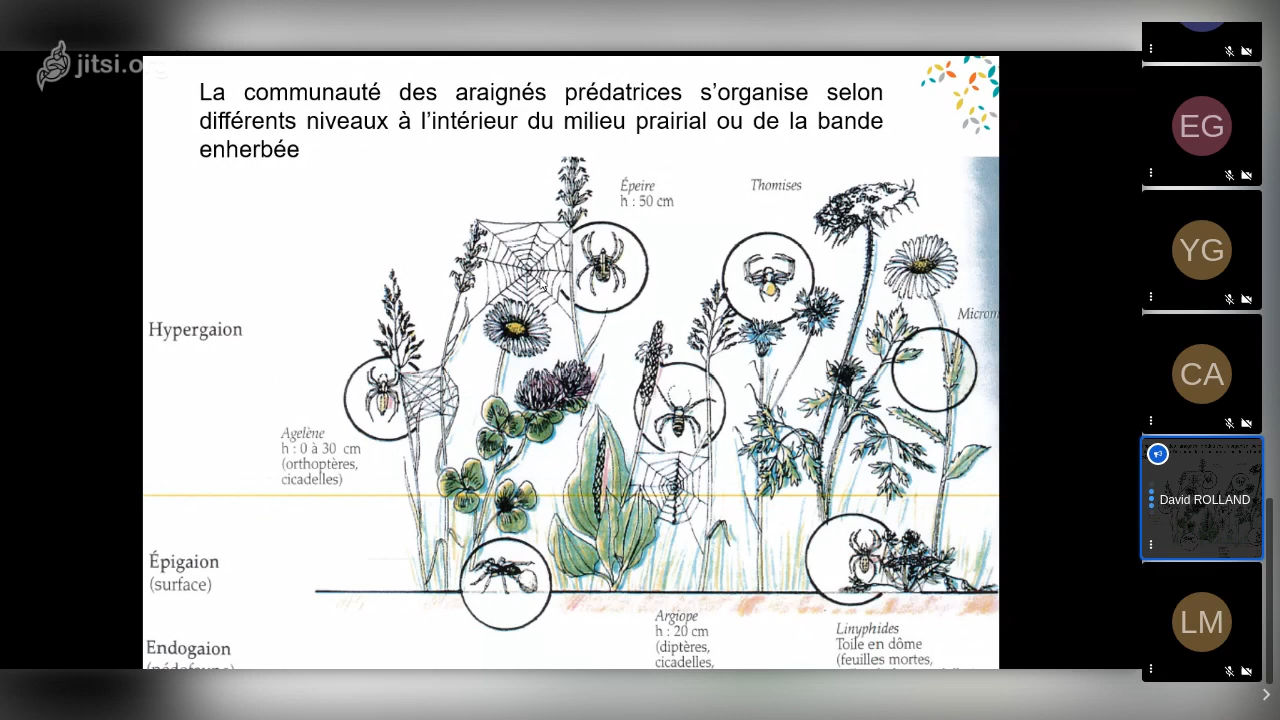 jitsi.org
La communauté des araignés prédatrices s’organise selon
différents niveaux à l’intérieur du milieu prairial ou de la bande
enherbée
Épeire
h : 50 cm
Thomises
Hypergaion
Agelène
h : 0 à 30 cm
(orthoptères,
cicadelles)
Épigaion
(surface)
Endogaion
Argiope
h : 20 cm
(diptères,
cicadelles,
Linyphides
Toile en dôme
(feuilles mortes,
EG
YG
CA
David ROLLAND
LM